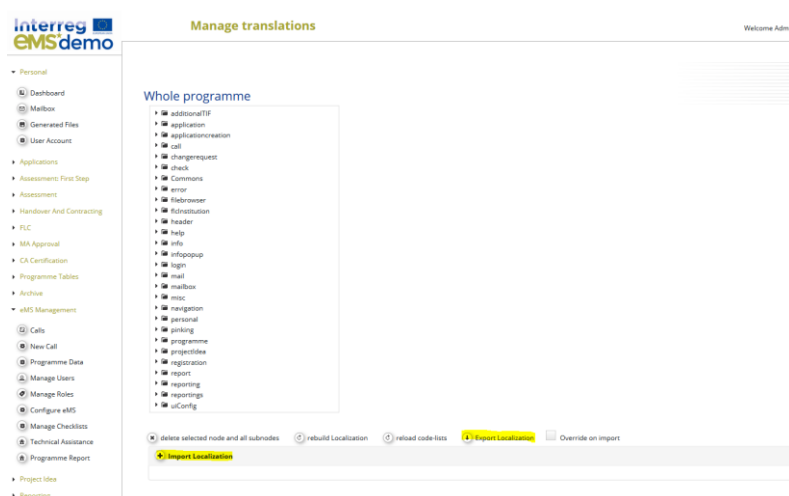 Interreg
eMS demo
Manage translations
Welcome Adm
Personal
Dashboard
Mailbox
Generated Files
User Account
Applications
Assessment: First Step
Assessment
Handover And Contracting
FLC
MA Approval
CA Certification
Programme Tables
Archive
eMS Management
Calls
New Call
Programme Data
Manage Users
Manage Roles
Configure eMS
Manage Checklists
Technical Assistance
Programme Report
Project Idea
Reporting
Whole programme
additionalTIF
application
applicationcreation
call
changerequest
check
Commons
error
filebrowser
flcInstitution
header
help
info
infopopup
login
mail
mailbox
misc
navigation
personal
pinking
programme
projectIdea
registration
report
reporting
reportings
uiConfig
delete selected node and all subnodes rebuild Localization reload code-lists Export Localization Override on import
Import Localization